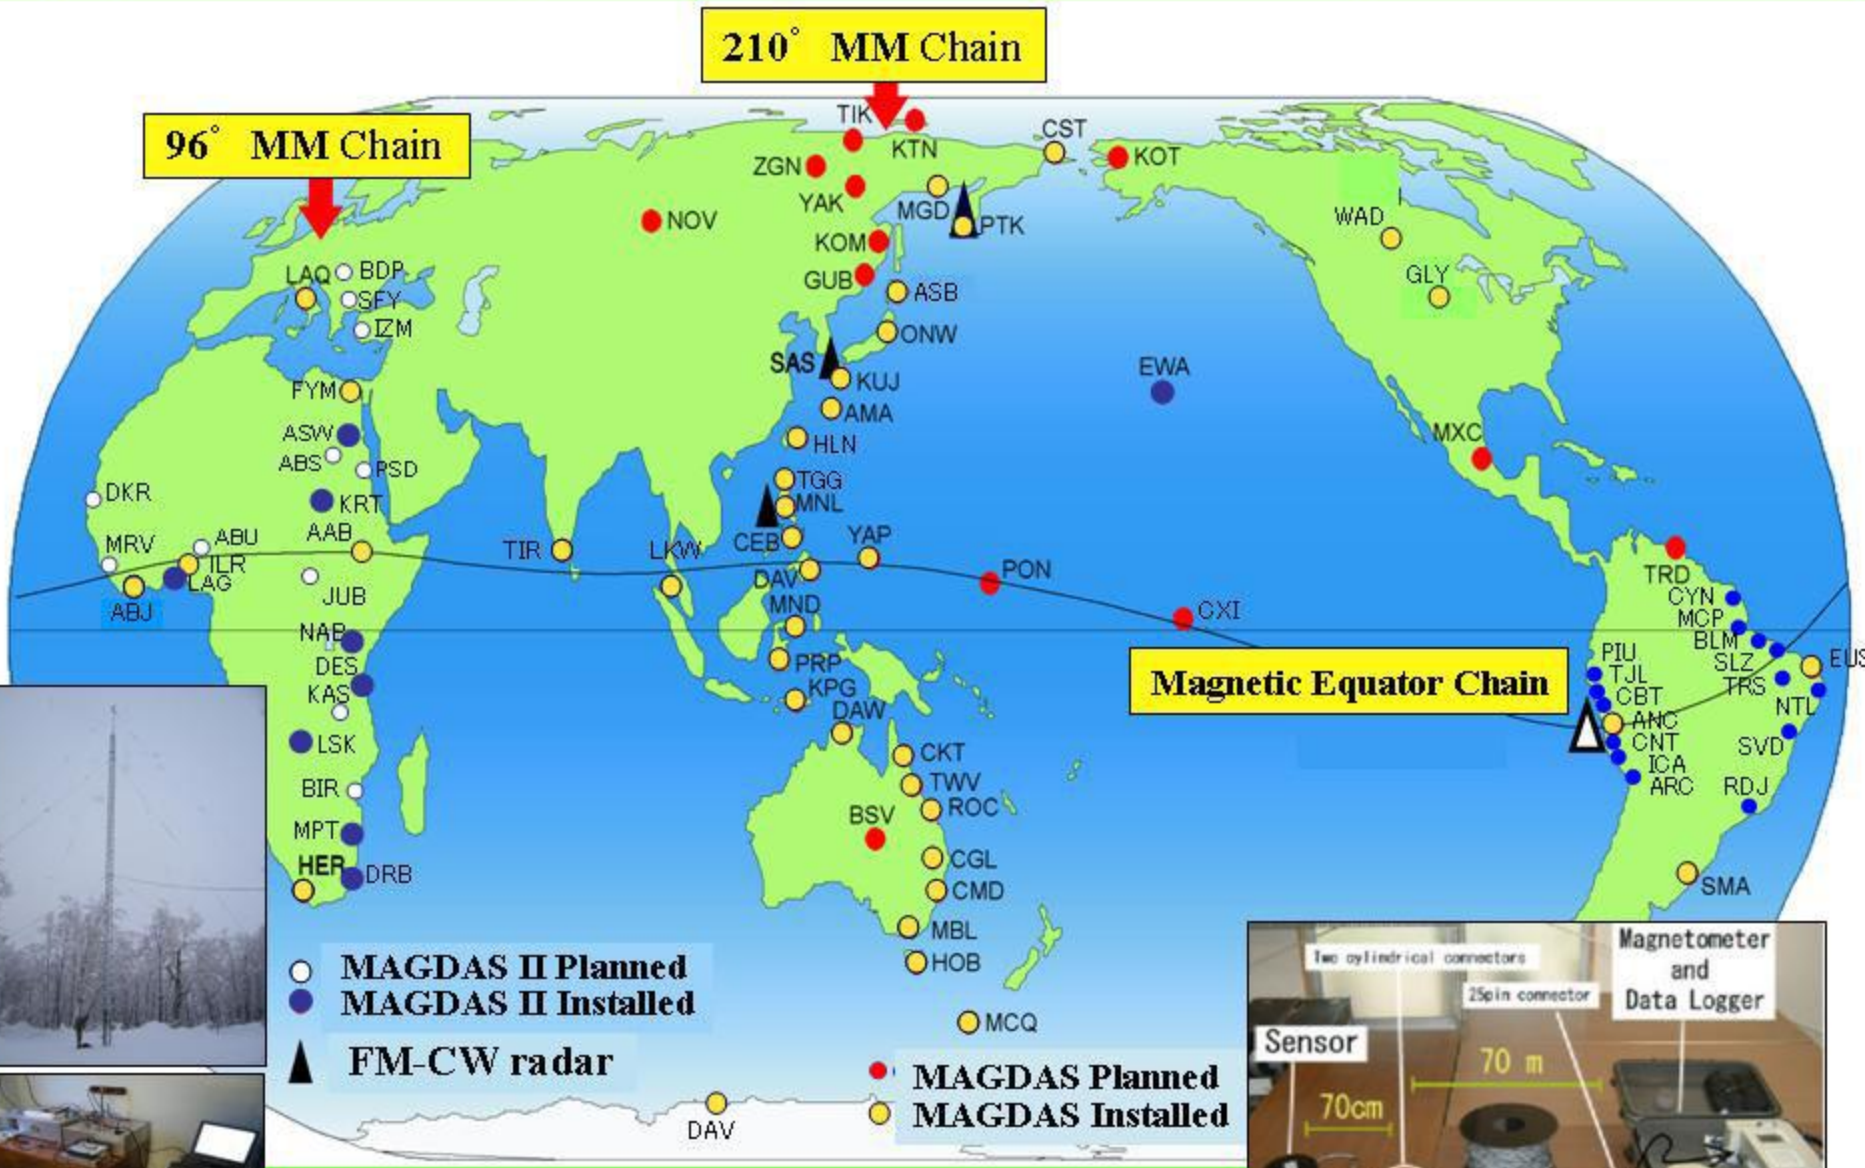 210° MM Chain
96° MM Chain
TIK
KTN
CST
KOT
ZGN
YAK
MGD
PTK
NOV
WAD
KOM
GUB
GLY
LAQ
BDP
SFY
IZM
ASB
ONW
SAS
KUJ
EWA
FYM
AMA
ASW
HLN
MXC
ABS
PSD
TGG
DKR
KRT
MNL
AAB
MRV
ABU
ILR
LAG
TIR
LKW
CEB
YAP
DAV
PON
TRD
ABJ
JUB
MND
CXI
CYN
MCP
NAB
BLM
DES
PRP
PIU
SLZ
EUS
TJL
KAS
KPG
Magnetic Equator Chain
TRS
CBT
NTL
DAW
ANC
LSK
CNT
SVD
CKT
ICA
BIR
TWV
ARC
RDJ
ROC
BSV
MPT
CGL
HER
DRB
CMD
SMA
MBL
HOB
MAGDAS II Planned
MAGDAS II Installed
FM-CW radar
MCQ
MAGDAS Planned
MAGDAS Installed
DAV
Two cylindrical connectors
25pin connector
Magnetometer
and
Data Logger
Sensor
70 m
70cm